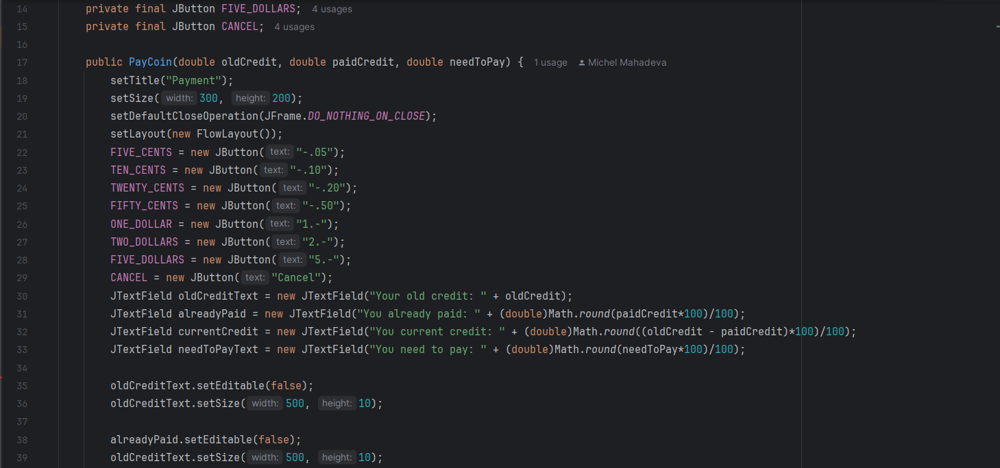 14 private final JButton FIVE_DOLLARS; 4 usages
15 private final JButton CANCEL; 4 usages
16
17 public PayCoin(double oldCredit, double paidCredit, double needToPay) { 1 usage Michel Mahadeva
18 setTitle("Payment");
19 setSize( width: 300, height: 200);
20 setDefaultCloseOperation(JFrame.DO_NOTHING_ON_CLOSE);
21 setLayout(new FlowLayout());
22 FIVE_CENTS = new JButton( text: "-.05");
23 TEN_CENTS = new JButton( text: "-.10");
24 TWENTY_CENTS = new JButton( text: "-.20");
25 FIFTY_CENTS = new JButton( text: "-.50");
26 ONE_DOLLAR = new JButton( text: "1.-");
27 TWO_DOLLARS = new JButton( text: "2.-");
28 FIVE_DOLLARS = new JButton( text: "5.-");
29 CANCEL = new JButton( text: "Cancel");
30 JTextField oldCreditText = new JTextField("Your old credit: " + oldCredit);
31 JTextField alreadyPaid = new JTextField("You already paid: " + (double)Math.round(paidCredit*100)/100);
32 JTextField currentCredit = new JTextField("You current credit: " + (double)Math.round((oldCredit - paidCredit)*100)/100);
33 JTextField needToPayText = new JTextField("You need to pay: " + (double)Math.round(needToPay*100)/100);
34
35 oldCreditText.setEditable(false);
36 oldCreditText.setSize( width: 500, height: 10);
37
38 alreadyPaid.setEditable(false);
39 oldCreditText.setSize( width: 500, height: 10);